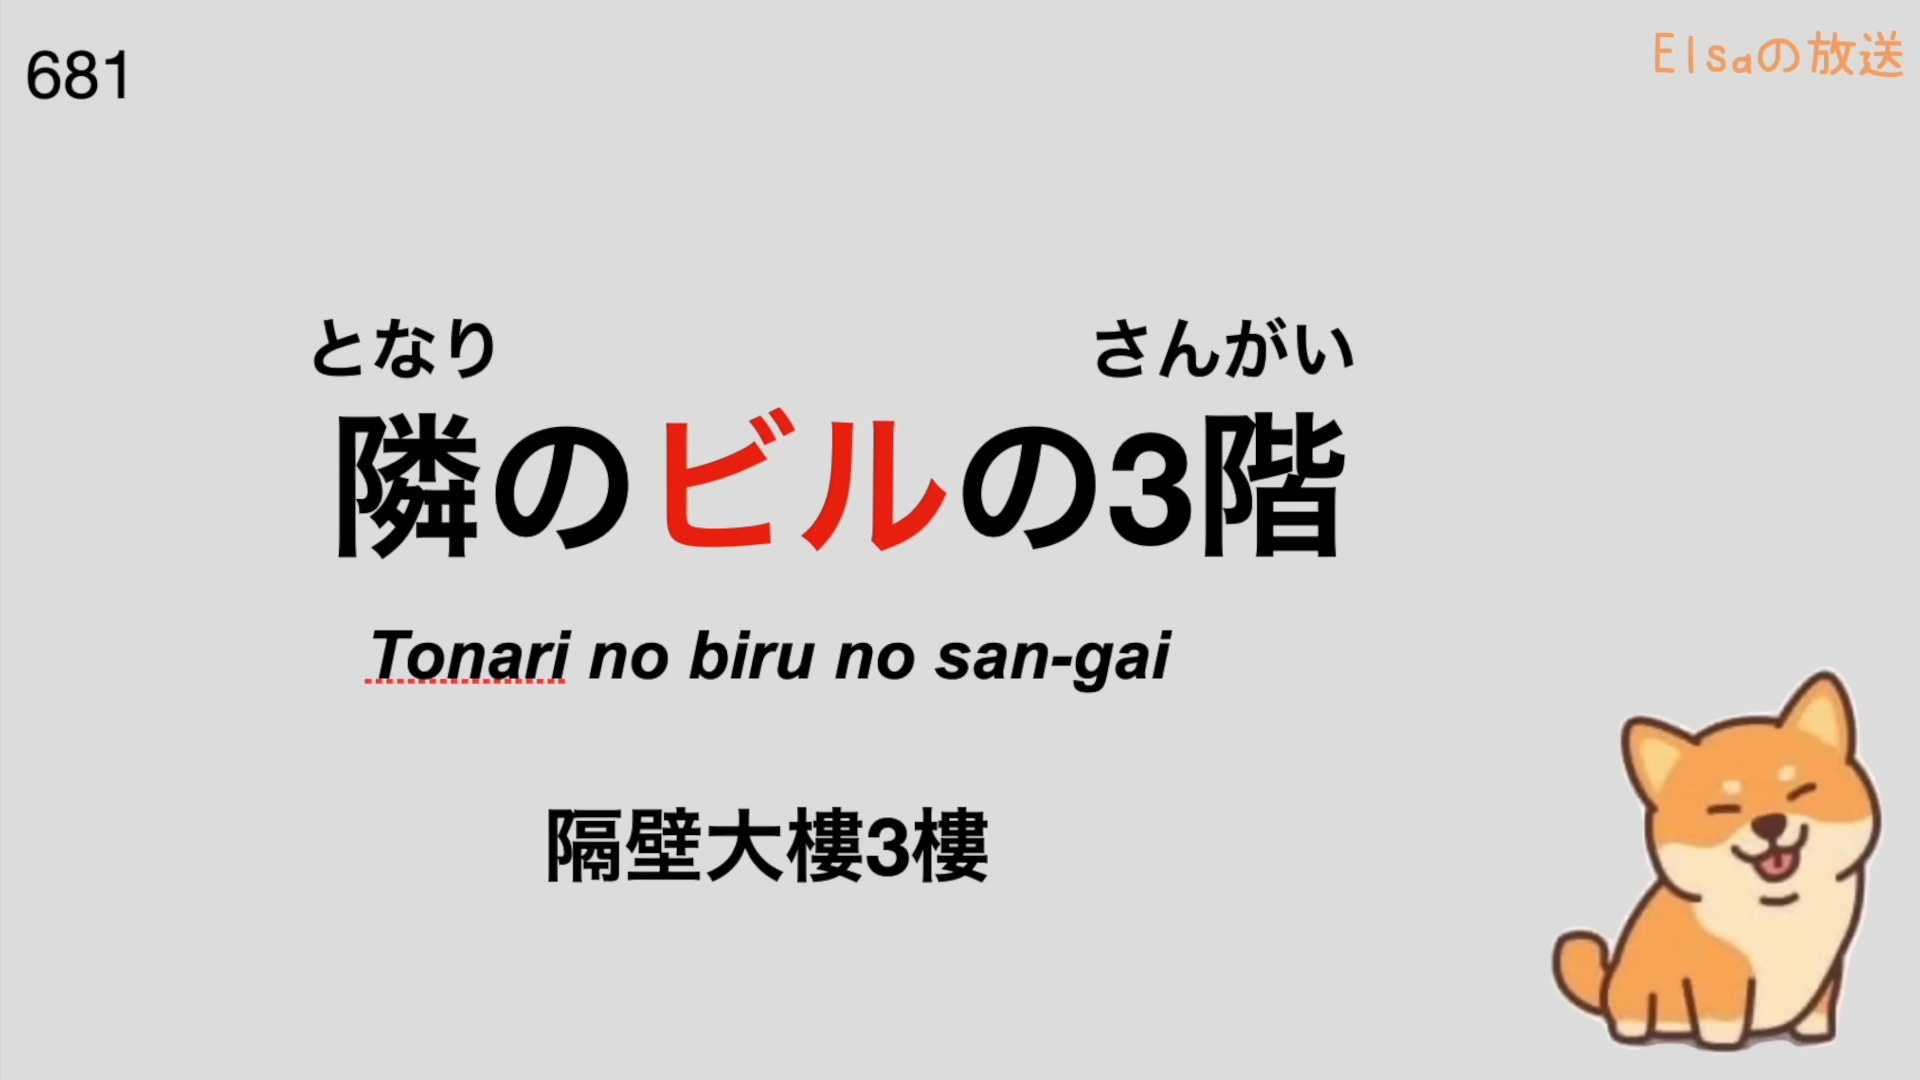 681
Elsaの放送
となり さんがい
隣のビルの3階
Tonari no biru no san-gai
隔壁大樓3樓